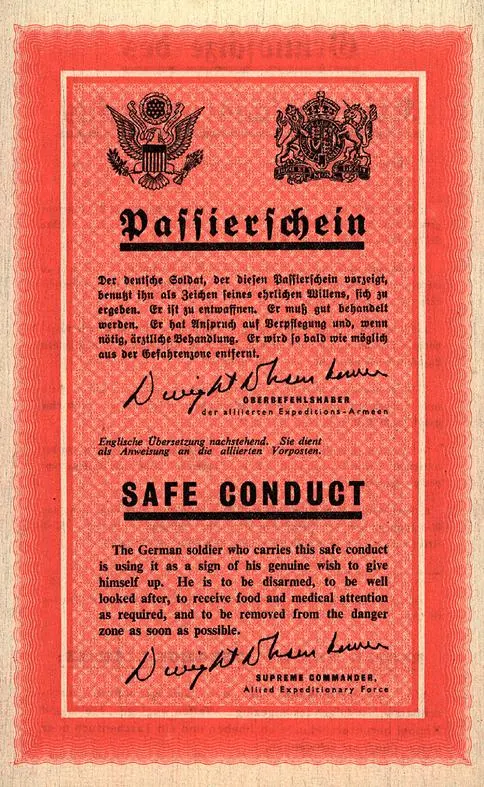 Passierschein
Der deutsche Soldat, der diesen Passierschein vorzeigt,
benutzt ihn als Zeichen seines ehrlichen Willens, sich zu
ergeben. Er ist zu entwaffnen. Er muß gut behandelt
werden. Er hat Anspruch auf Verpflegung und, wenn
nötig, ärztliche Behandlung. Er wird so bald wie möglich
aus der Gefahrenzone entfernt.
Dwight D Eisenhower
OBERBEFEHLSHABER
der alliierten Expeditions-Armeen
Englische Übersetzung nachstehend. Sie dient
als Anweisung an die alliierten Vorposten.
SAFE CONDUCT
The German soldier who carries this safe conduct
is using it as a sign of his genuine wish to give
himself up. He is to be disarmed, to be well
looked after, to receive food and medical attention
as required, and to be removed from the danger
zone as soon as possible.
Dwight D Eisenhower
SUPREME COMMANDER,
Allied Expeditionary Force